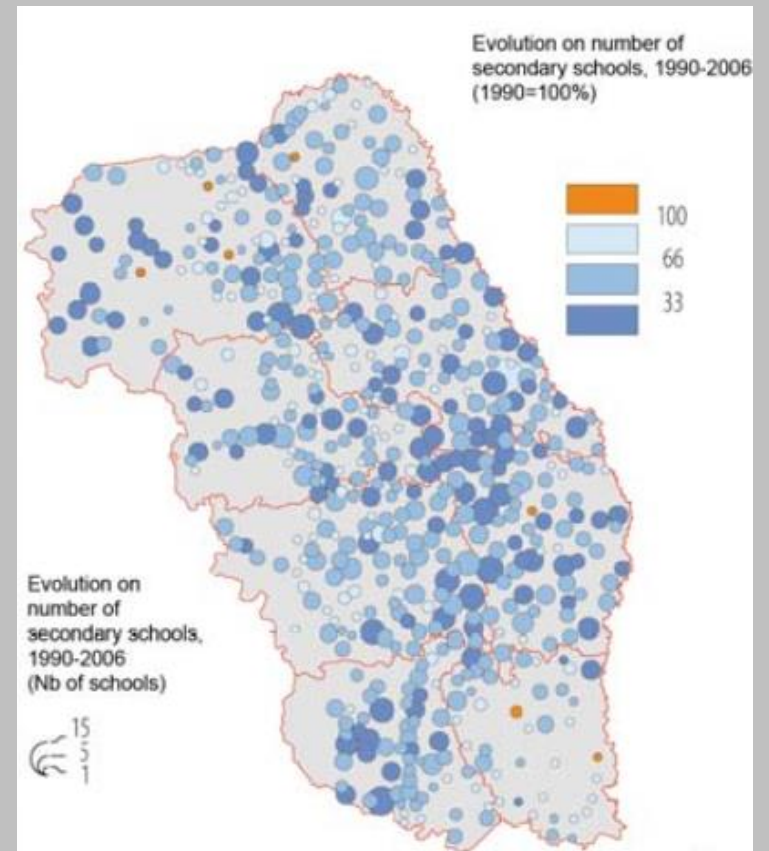 Evolution on number of
secondary schools, 1990-2006
(1990=100%)
100
66
33
Evolution on
number of
secondary schools,
1990-2006
(Nb of schools)
15
5
1